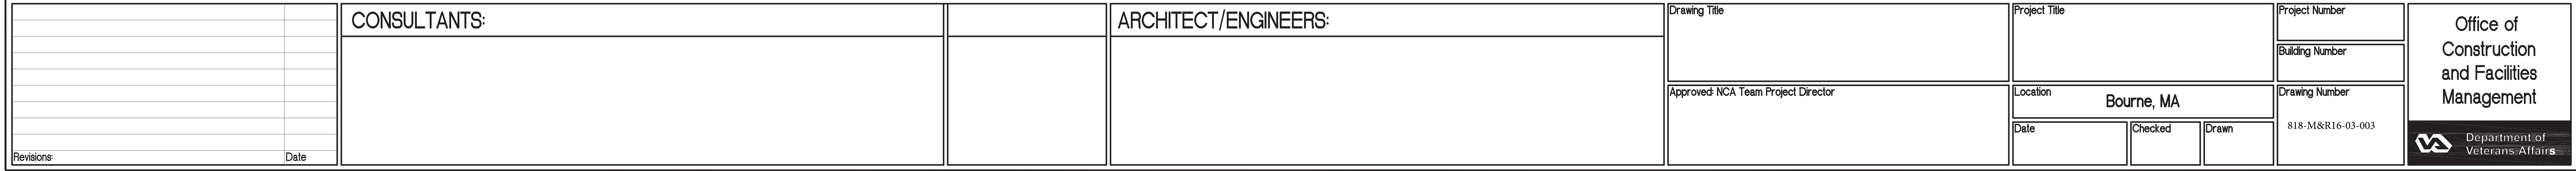 Revisions:
Date
CONSULTANTS:
ARCHITECT/ENGINEERS:
Drawing Title
Approved: NCA Team Project Director
Project Title
Location
Bourne, MA
Date
Checked
Drawn
Project Number
Building Number
Drawing Number
818-M&R16-03-003
Office of
Construction
and Facilities
Management
VA
Department of
Veterans Affairs